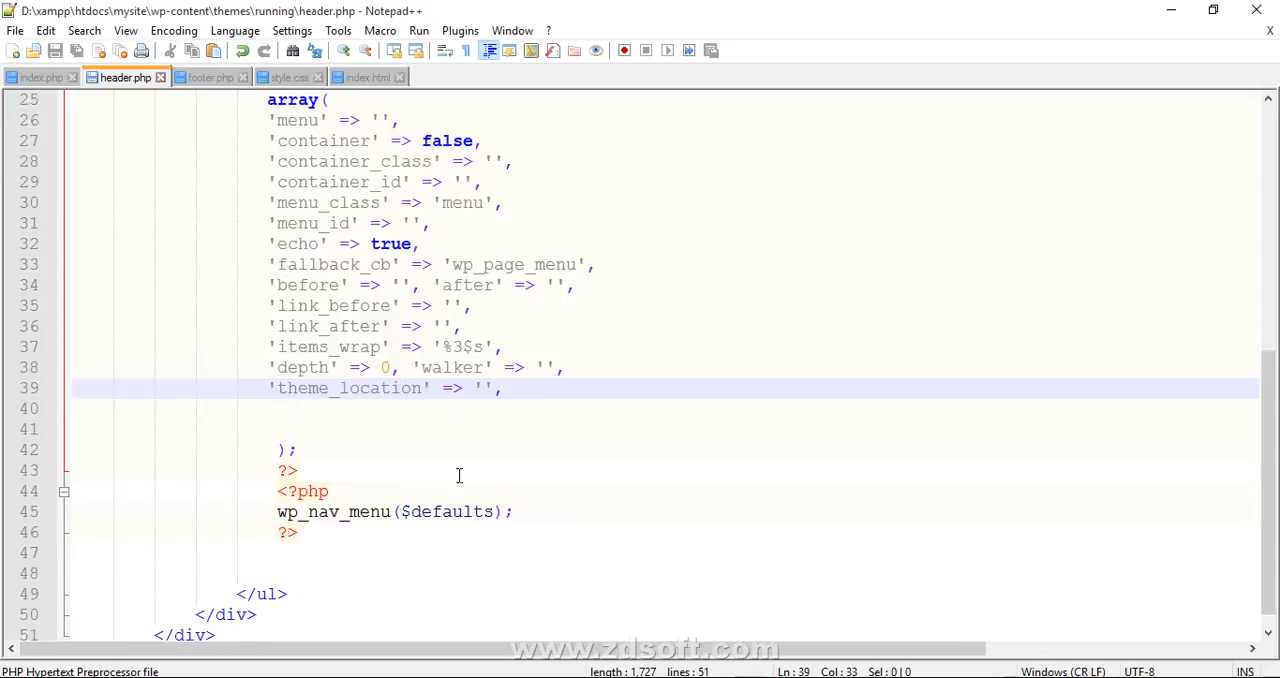 D:\xampp\htdocs\mysite\wp-content\themes\running\header.php - Notepad++
File Edit Search View Encoding Language Settings Tools Macro Run Plugins Window ? X
index.php header.php footer.php style.css index.html
25 array(
26 'menu' => '',
27 'container' => false,
28 'container_class' => '',
29 'container_id' => '',
30 'menu_class' => 'menu',
31 'menu_id' => '',
32 'echo' => true,
33 'fallback_cb' => 'wp_page_menu',
34 'before' => '', 'after' => '',
35 'link_before' => '',
36 'link_after' => '',
37 'items_wrap' => '%3$s',
38 'depth' => 0, 'walker' => '',
39 'theme_location' => '',
40
41
42 );
43 ?>
44 <?php
45 wp_nav_menu($defaults);
46 ?>
47
48
49 </ul>
50 </div>
51 </div>
www.zdsoft.com
PHP Hypertext Preprocessor file length : 1,727 lines : 51 Ln : 39 Col : 33 Sel : 0 | 0 Windows (CR LF) UTF-8 INS